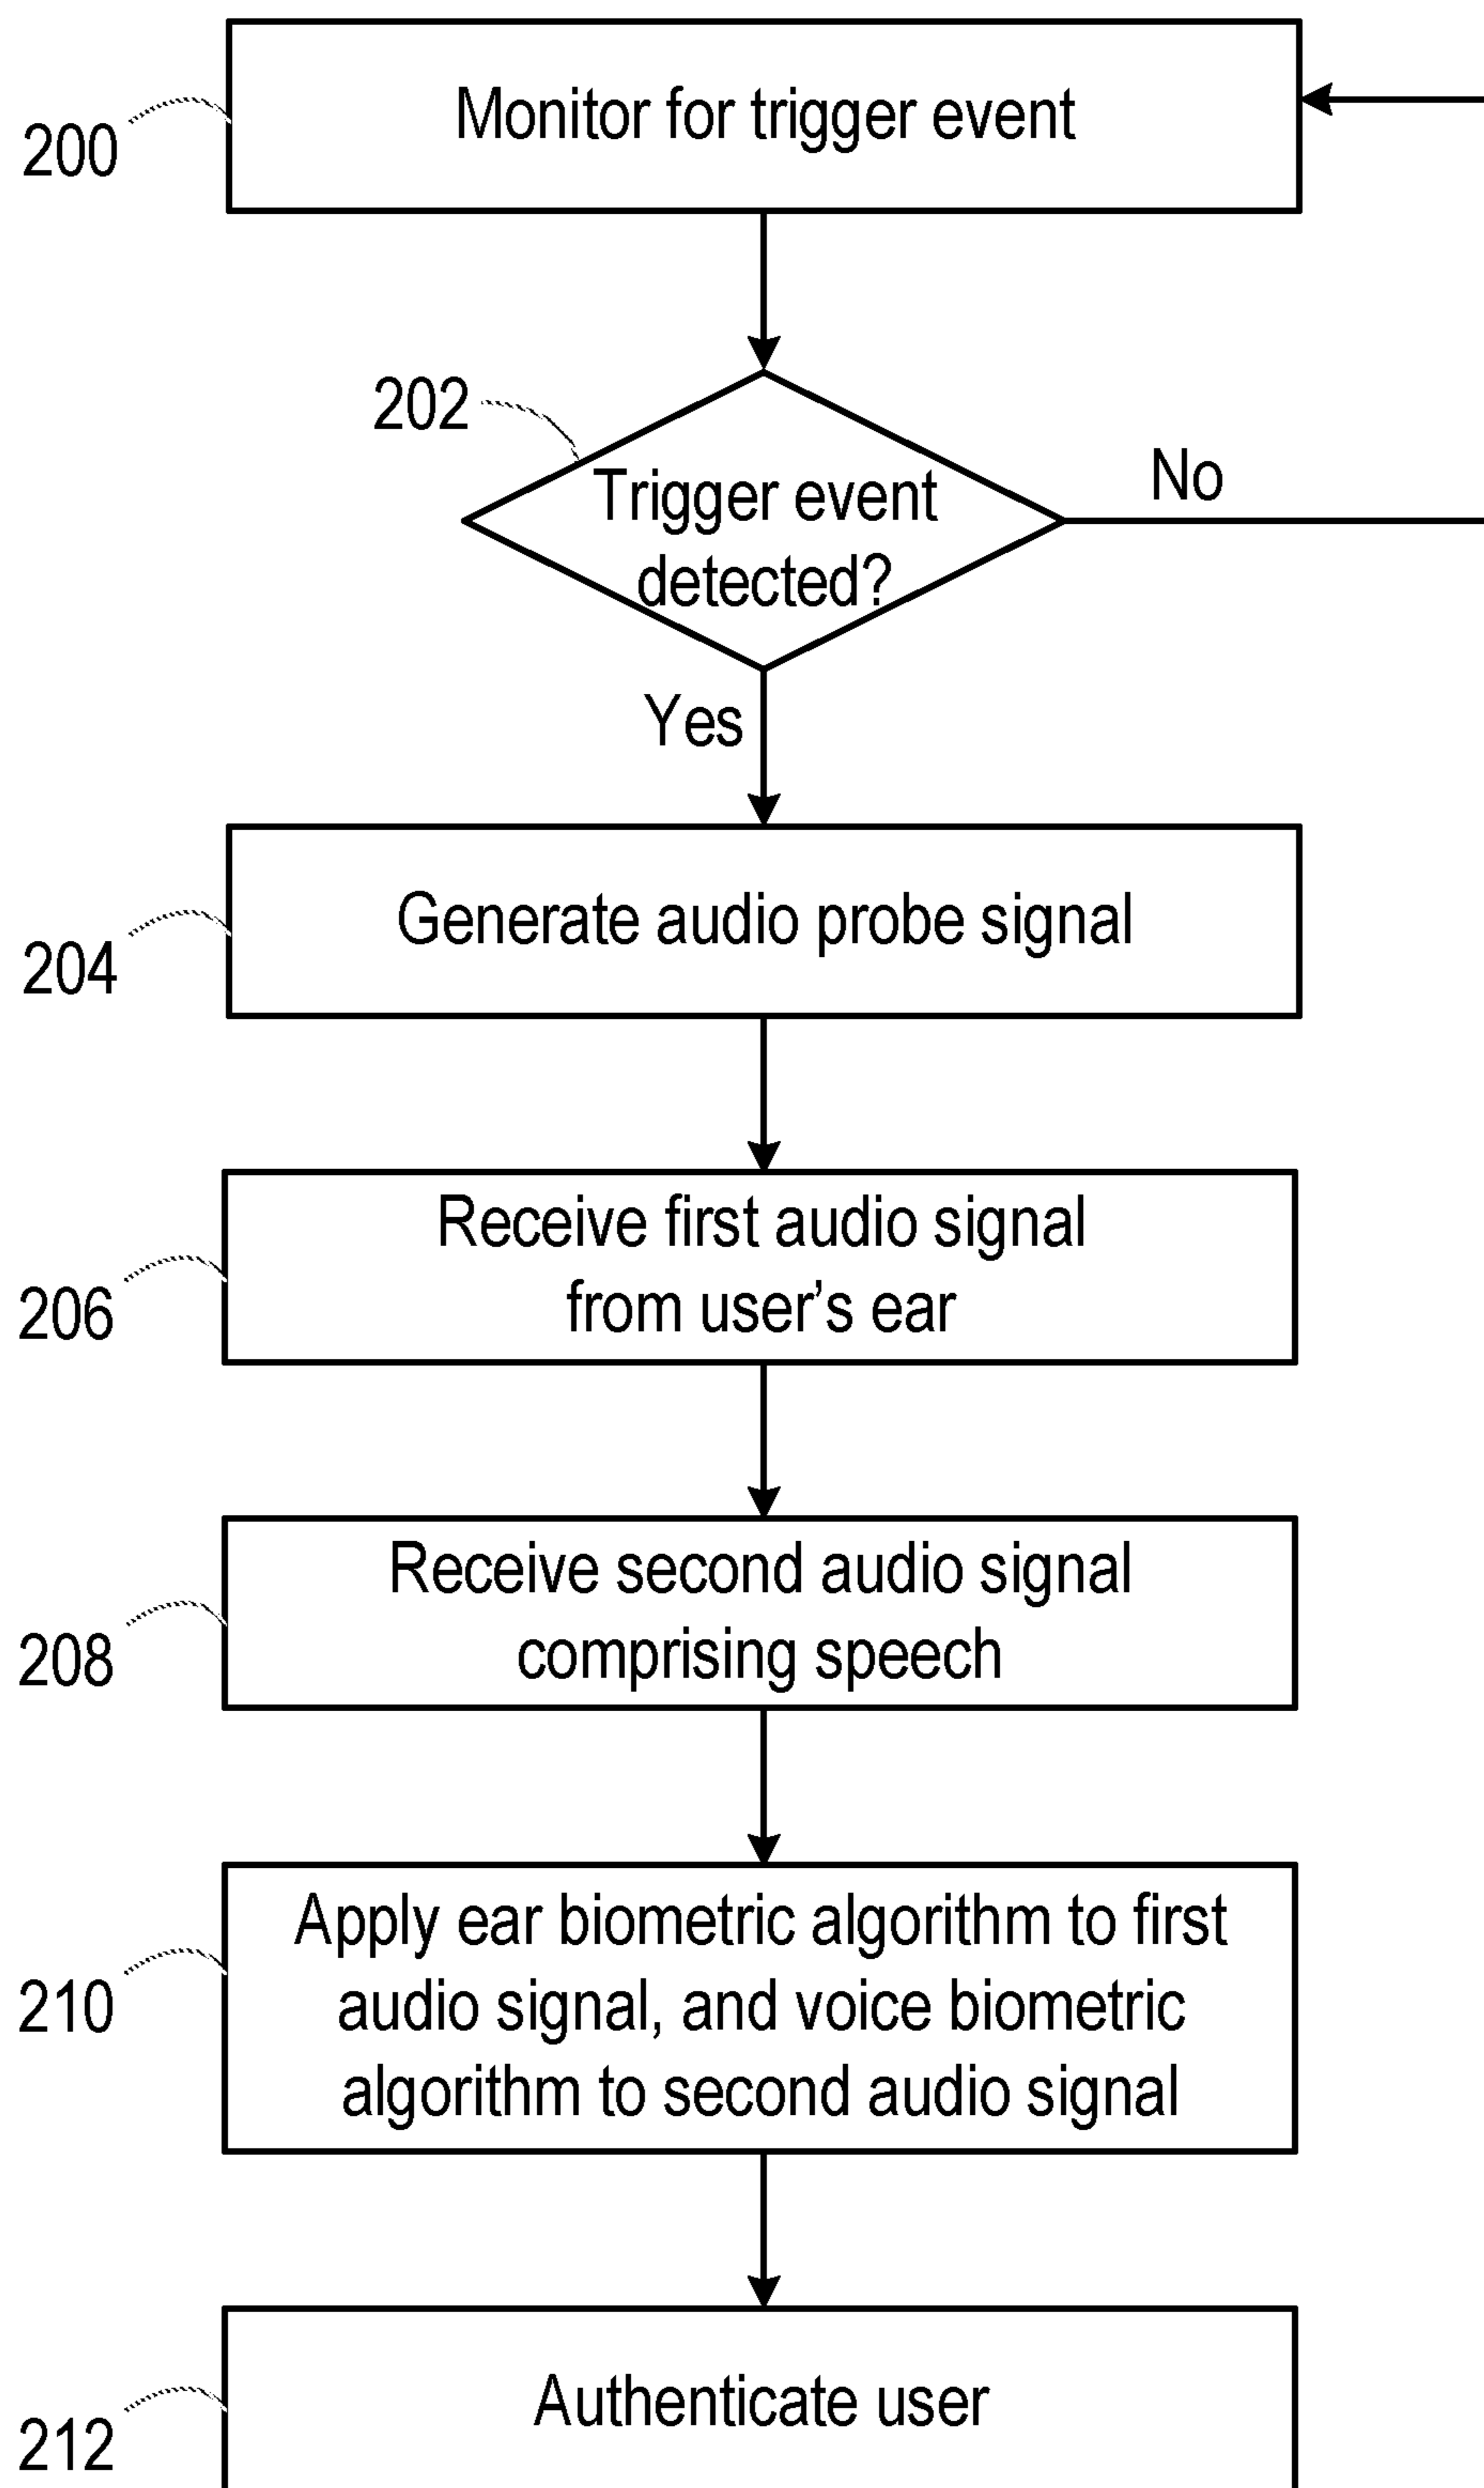 Monitor for trigger event
200
202
Trigger event
detected?
No
Yes
Generate audio probe signal
204
Receive first audio signal
from user’s ear
206
Receive second audio signal
comprising speech
208
Apply ear biometric algorithm to first
audio signal, and voice biometric
algorithm to second audio signal
210
Authenticate user
212